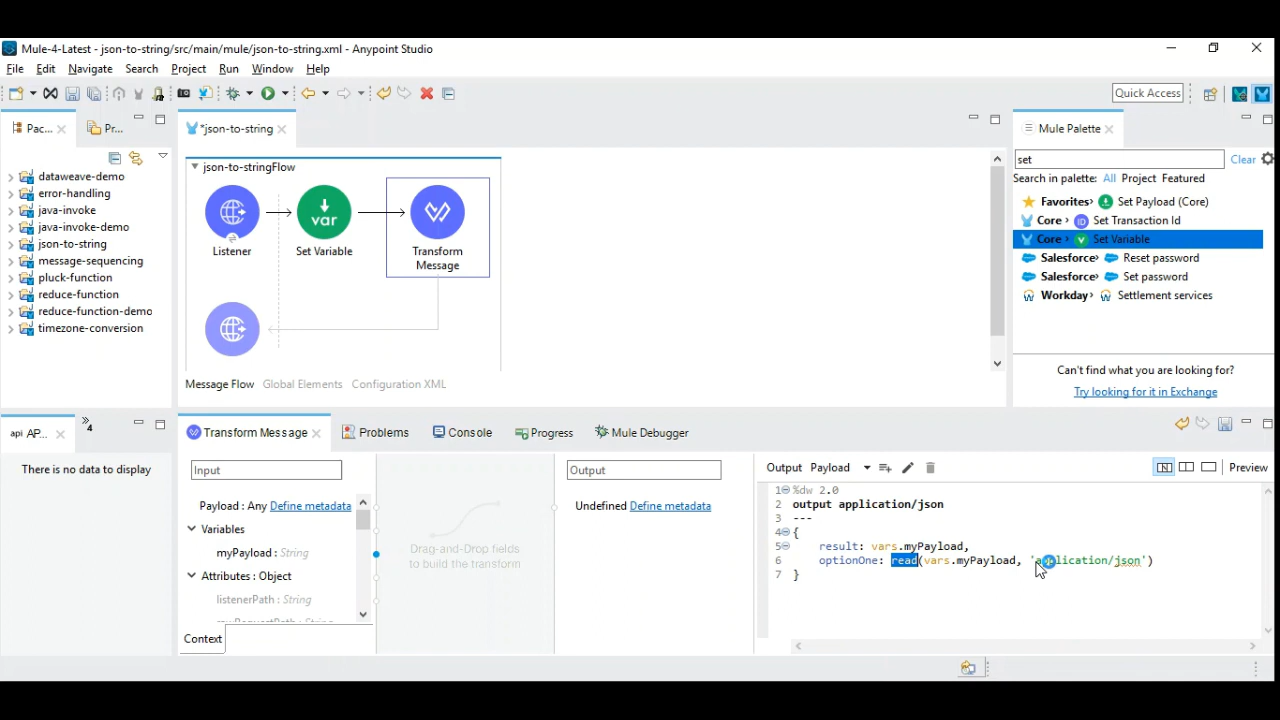 Mule-4-Latest - json-to-string/src/main/mule/json-to-string.xml - Anypoint Studio
File Edit Navigate Search Project Run Window Help
Quick Access
Pac...
Pr...
*json-to-string
Mule Palette
dataweave-demo
error-handling
java-invoke
java-invoke-demo
json-to-string
message-sequencing
pluck-function
reduce-function
reduce-function-demo
timezone-conversion
json-to-stringFlow
var
Listener
Set Variable
Transform
Message
Message Flow Global Elements Configuration XML
set
Clear
Search in palette: All Project Featured
Favorites> Set Payload (Core)
Core > ID Set Transaction Id
Core > V Set Variable
Salesforce> Reset password
Salesforce> Set password
Workday> Settlement services
Can't find what you are looking for?
Try looking for it in Exchange
api AP...
»4
There is no data to display
Transform Message
Problems
Console
Progress
Mule Debugger
Input
Payload : Any Define metadata
Variables
myPayload : String
Attributes : Object
listenerPath : String
Context
Drag-and-Drop fields
to build the transform
Output
Undefined Define metadata
Output Payload
Preview
1 %dw 2.0
2 output application/json
3 ---
4 {
5 result: vars.myPayload,
6 optionOne: read(vars.myPayload, 'application/json')
7 }